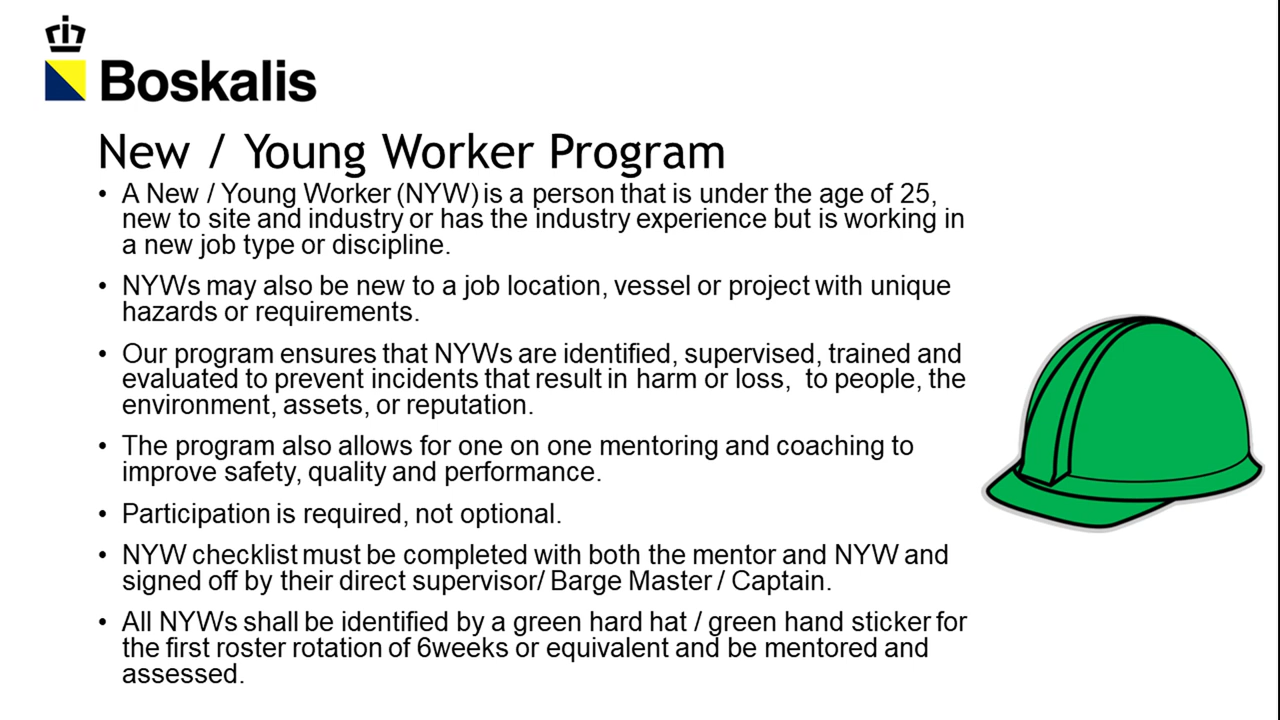 Boskalis
New / Young Worker Program
• A New / Young Worker (NYW) is a person that is under the age of 25,
new to site and industry or has the industry experience but is working in
a new job type or discipline.
• NYWs may also be new to a job location, vessel or project with unique
hazards or requirements.
• Our program ensures that NYWs are identified, supervised, trained and
evaluated to prevent incidents that result in harm or loss, to people, the
environment, assets, or reputation.
• The program also allows for one on one mentoring and coaching to
improve safety, quality and performance.
• Participation is required, not optional.
• NYW checklist must be completed with both the mentor and NYW and
signed off by their direct supervisor/ Barge Master / Captain.
• All NYWs shall be identified by a green hard hat / green hand sticker for
the first roster rotation of 6weeks or equivalent and be mentored and
assessed.